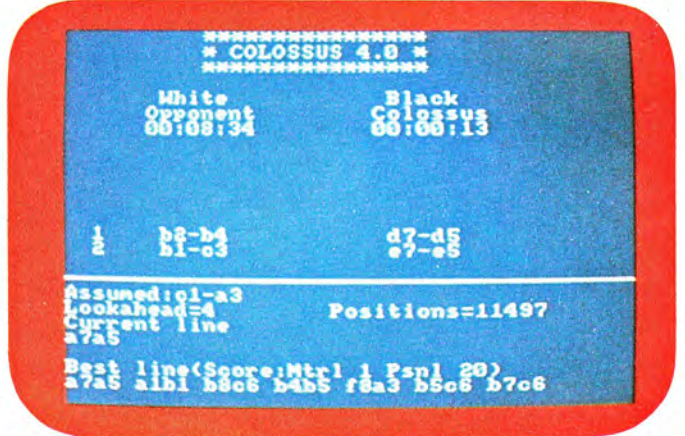 ******************
* COLOSSUS 4.0 *
******************
White Black
Opponent Colossus
00:08:34 00:00:13
1 b2-b4 d7-d5
2 b1-c3 e7-e5
Assumed:c1-a3
Lookahead=4 Positions=11497
Current line
a7a5
Best line(Score:Mtrl 1 Psnl 20)
a7a5 a1b1 b8c6 b4b5 f8a3 b5c6 b7c6